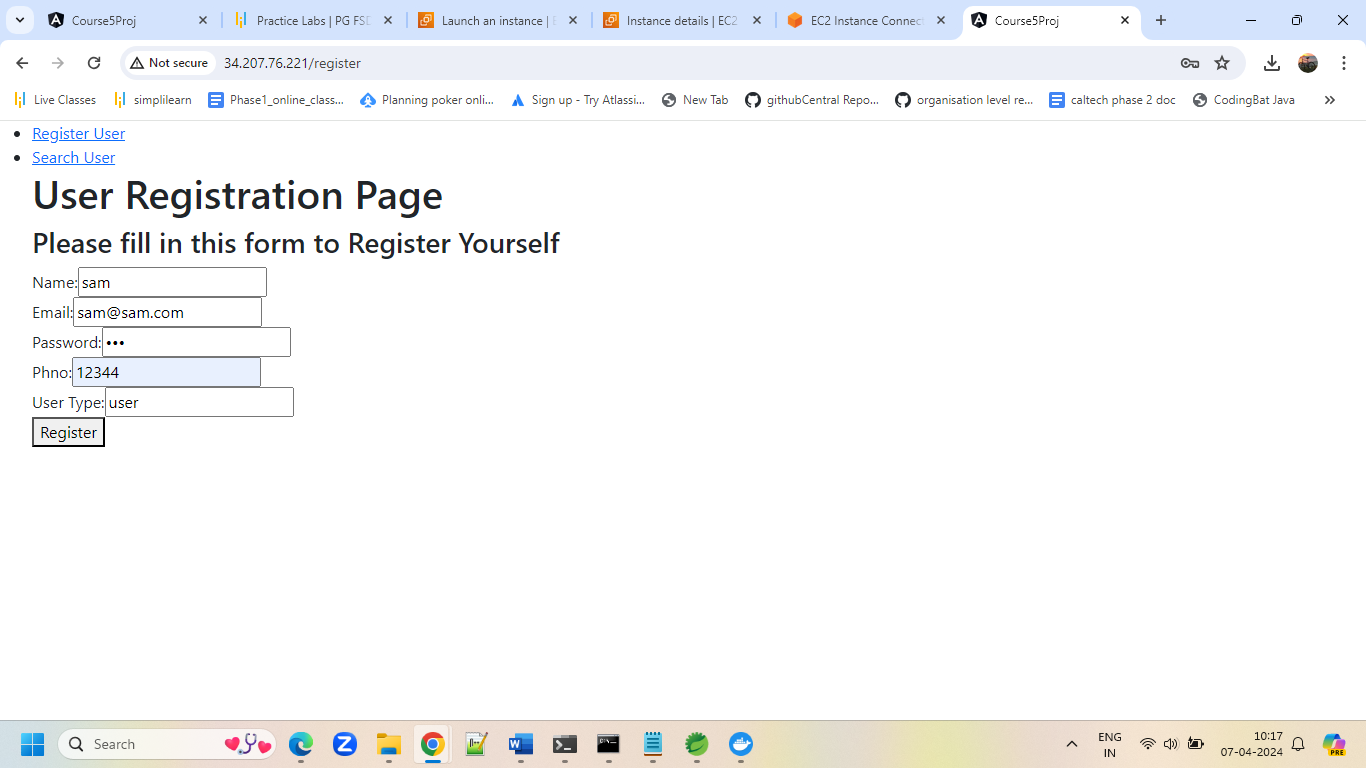 Course5Proj
Practice Labs | PG FSD
Launch an instance | E
Instance details | EC2
EC2 Instance Connect
Course5Proj
Not secure
34.207.76.221/register
Live Classes
simplilearn
Phase1_online_class...
Planning poker onli...
Sign up - Try Atlassi...
New Tab
githubCentral Repo...
organisation level re...
caltech phase 2 doc
CodingBat Java
Register User
Search User
User Registration Page
Please fill in this form to Register Yourself
Name: sam
Email: sam@sam.com
Password: •••
Phno: 12344
User Type: user
Register
Search
ENG
IN
10:17
07-04-2024
PRE